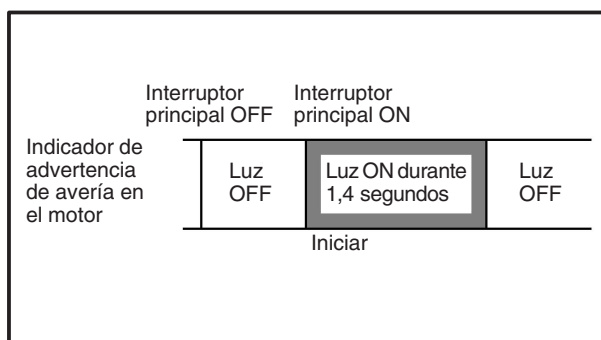 Interruptor
principal OFF
Interruptor
principal ON
Indicador de
advertencia
de avería en
el motor
Luz
OFF
Luz ON durante
1,4 segundos
Luz
OFF
Iniciar